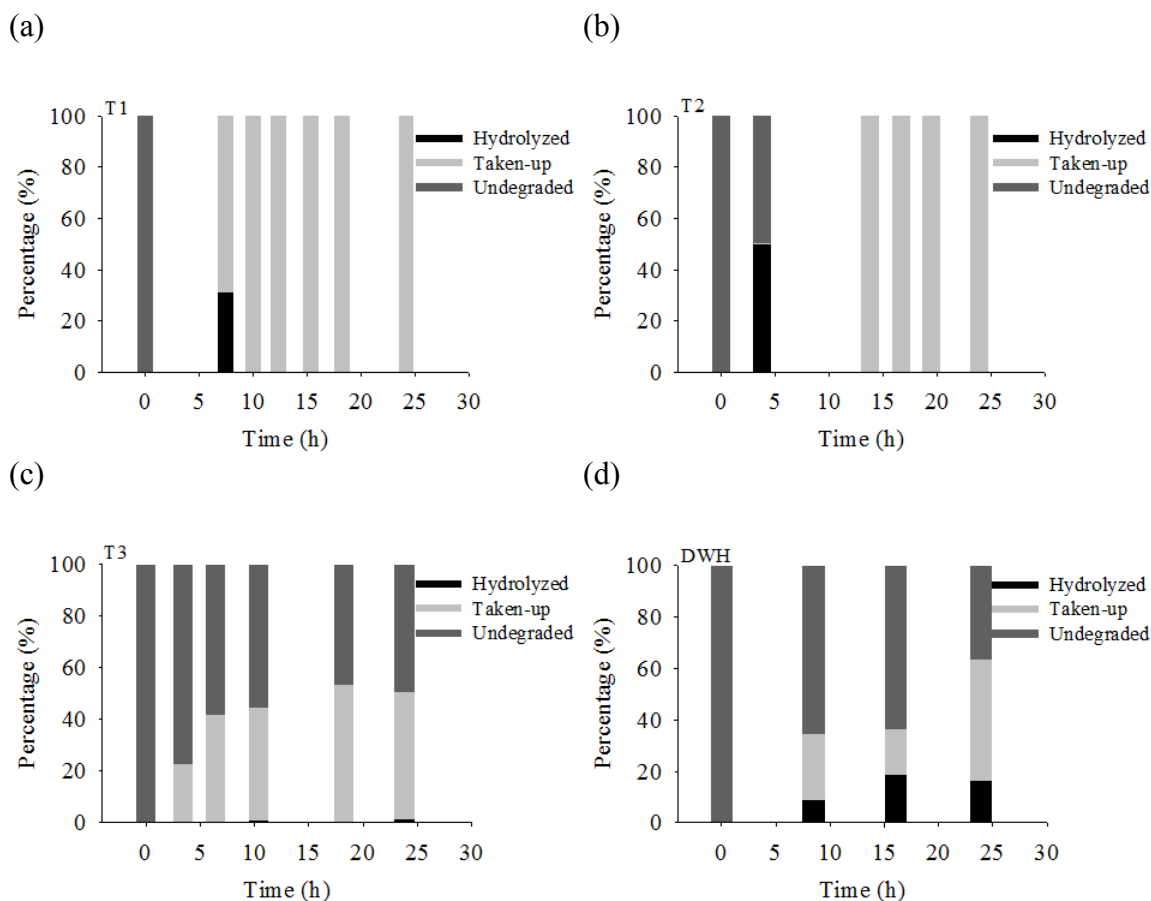 (a)
T1
100
80
60
40
20
0
Percentage (%)
Hydrolyzed
Taken-up
Undegraded
0 5 10 15 20 25 30
Time (h)
(b)
T2
100
80
60
40
20
0
Percentage (%)
Hydrolyzed
Taken-up
Undegraded
0 5 10 15 20 25 30
Time (h)
(c)
T3
100
80
60
40
20
0
Percentage (%)
Hydrolyzed
Taken-up
Undegraded
0 5 10 15 20 25 30
Time (h)
(d)
DWH
100
80
60
40
20
0
Percentage (%)
Hydrolyzed
Taken-up
Undegraded
0 5 10 15 20 25 30
Time (h)